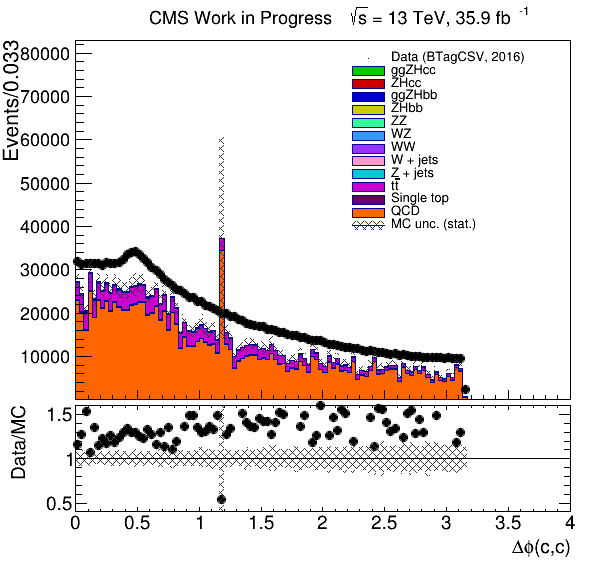 CMS Work in Progress √s = 13 TeV, 35.9 fb -1
Events/0.033
80000
70000
60000
50000
40000
30000
20000
10000
Data (BTagCSV, 2016)
ggZHcc
ZHcc
ggZHbb
ZHbb
ZZ
WZ
WW
W + jets
Z + jets
tt̅
Single top
QCD
MC unc. (stat.)
Data/MC
1.5
1
0.5
0 0.5 1 1.5 2 2.5 3 3.5 4
Δϕ(c,c)